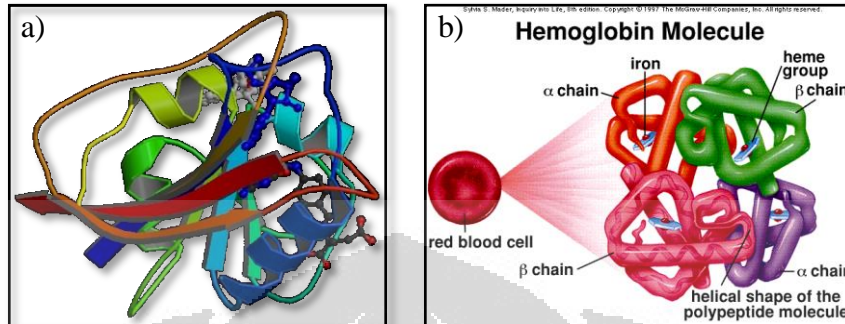 a)
b)
Sylvia S. Mader, Inquiry into Life, 8th edition. Copyright © 1997 The McGraw-Hill Companies, Inc. All rights reserved.
Hemoglobin Molecule
iron
heme
group
α chain
β chain
red blood cell
β chain
α chain
helical shape of the
polypeptide molecule